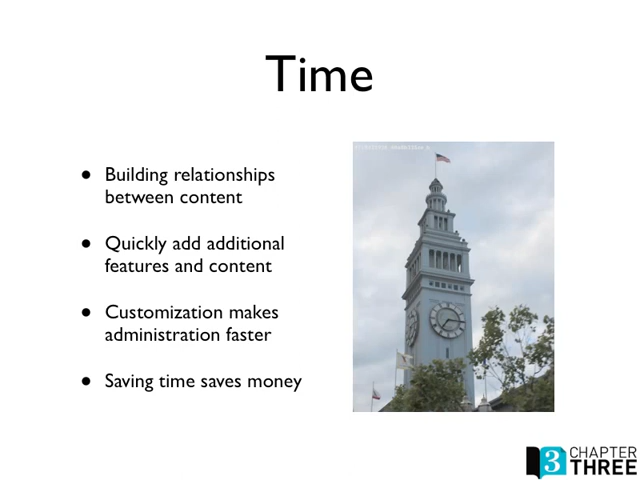 Time
• Building relationships
between content
• Quickly add additional
features and content
• Customization makes
administration faster
• Saving time saves money
3 CHAPTER
THREE